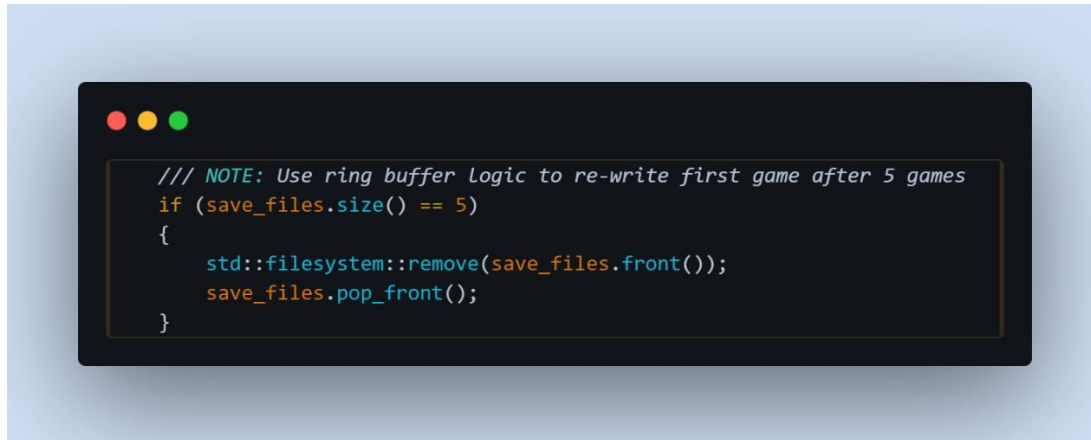 /// NOTE: Use ring buffer logic to re-write first game after 5 games
if (save_files.size() == 5)
{
    std::filesystem::remove(save_files.front());
    save_files.pop_front();
}